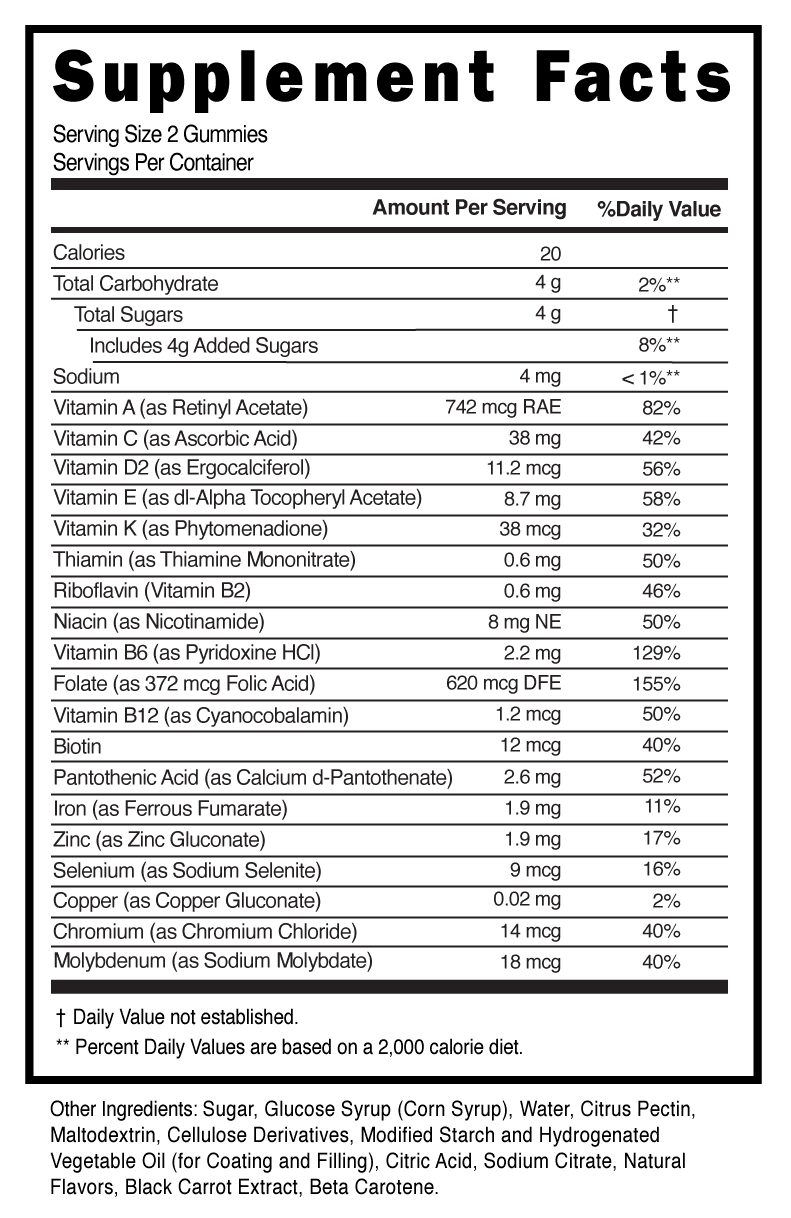 Supplement Facts
Serving Size 2 Gummies
Servings Per Container
Amount Per Serving %Daily Value
Calories 20
Total Carbohydrate 4 g 2%**
Total Sugars 4 g †
Includes 4g Added Sugars 8%**
Sodium 4 mg < 1%**
Vitamin A (as Retinyl Acetate) 742 mcg RAE 82%
Vitamin C (as Ascorbic Acid) 38 mg 42%
Vitamin D2 (as Ergocalciferol) 11.2 mcg 56%
Vitamin E (as dl-Alpha Tocopheryl Acetate) 8.7 mg 58%
Vitamin K (as Phytomenadione) 38 mcg 32%
Thiamin (as Thiamine Mononitrate) 0.6 mg 50%
Riboflavin (Vitamin B2) 0.6 mg 46%
Niacin (as Nicotinamide) 8 mg NE 50%
Vitamin B6 (as Pyridoxine HCl) 2.2 mg 129%
Folate (as 372 mcg Folic Acid) 620 mcg DFE 155%
Vitamin B12 (as Cyanocobalamin) 1.2 mcg 50%
Biotin 12 mcg 40%
Pantothenic Acid (as Calcium d-Pantothenate) 2.6 mg 52%
Iron (as Ferrous Fumarate) 1.9 mg 11%
Zinc (as Zinc Gluconate) 1.9 mg 17%
Selenium (as Sodium Selenite) 9 mcg 16%
Copper (as Copper Gluconate) 0.02 mg 2%
Chromium (as Chromium Chloride) 14 mcg 40%
Molybdenum (as Sodium Molybdate) 18 mcg 40%
† Daily Value not established.
** Percent Daily Values are based on a 2,000 calorie diet.
Other Ingredients: Sugar, Glucose Syrup (Corn Syrup), Water, Citrus Pectin,
Maltodextrin, Cellulose Derivatives, Modified Starch and Hydrogenated
Vegetable Oil (for Coating and Filling), Citric Acid, Sodium Citrate, Natural
Flavors, Black Carrot Extract, Beta Carotene.